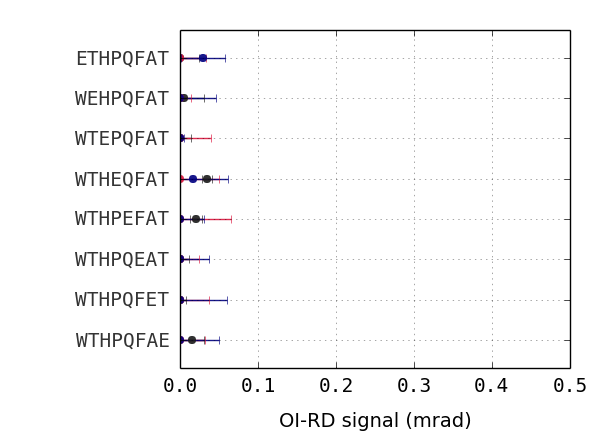 ETHPQFAT
WEHPQFAT
WTEPQFAT
WTHEQFAT
WTHPEFAT
WTHPQEAT
WTHPQFET
WTHPQFAE
0.0 0.1 0.2 0.3 0.4 0.5
OI-RD signal (mrad)